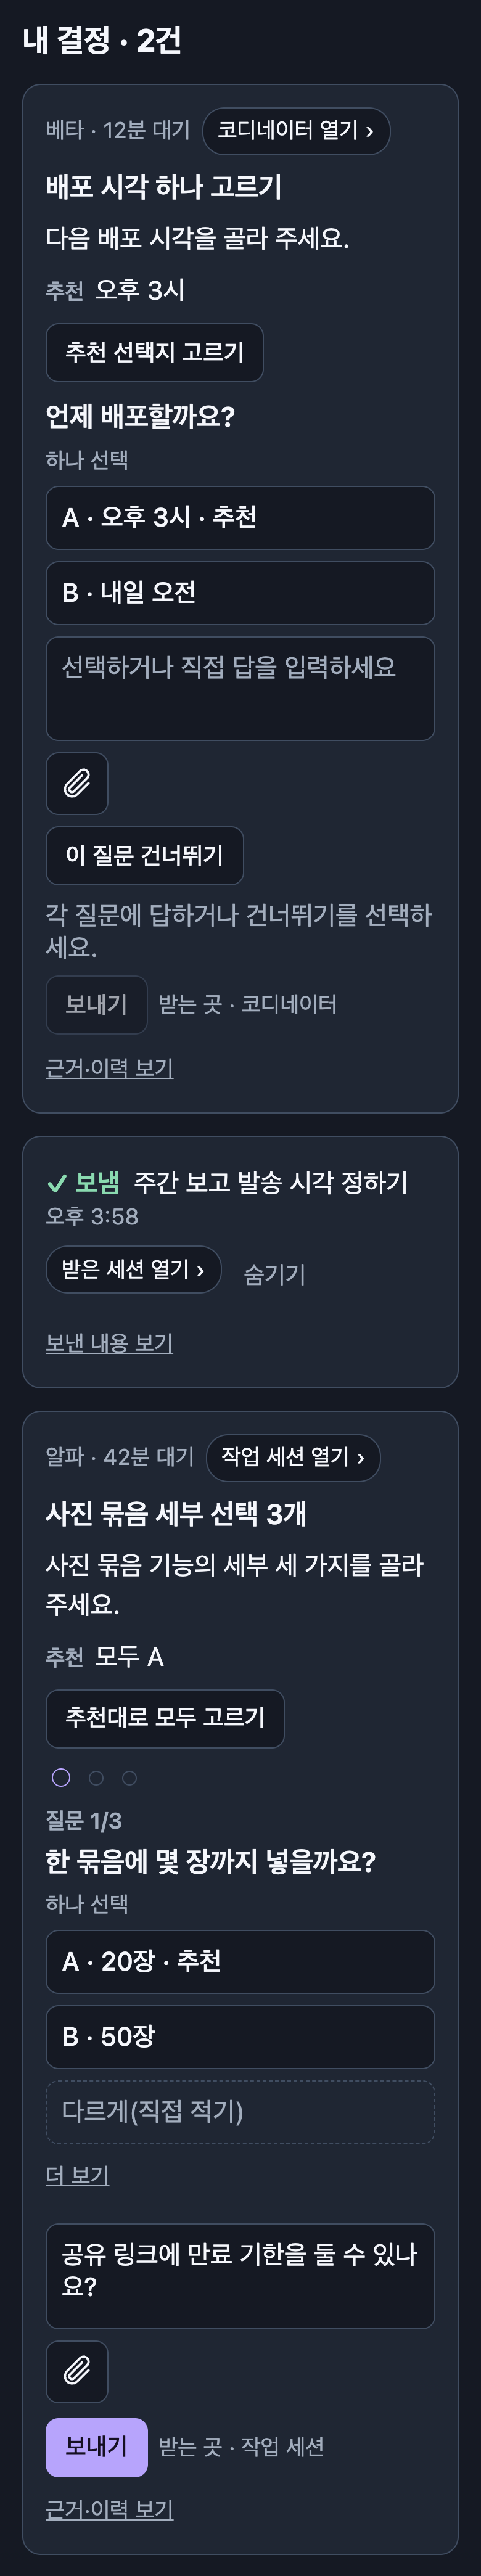 내 결정 · 2건
베타 · 12분 대기 코디네이터 열기 ›
배포 시각 하나 고르기
다음 배포 시각을 골라 주세요.
추천 오후 3시
추천 선택지 고르기
언제 배포할까요?
하나 선택
A · 오후 3시 · 추천
B · 내일 오전
선택하거나 직접 답을 입력하세요
이 질문 건너뛰기
각 질문에 답하거나 건너뛰기를 선택하
세요.
보내기 받는 곳 · 코디네이터
근거·이력 보기
✓ 보냄 주간 보고 발송 시각 정하기
오후 3:58
받은 세션 열기 › 숨기기
보낸 내용 보기
알파 · 42분 대기 작업 세션 열기 ›
사진 묶음 세부 선택 3개
사진 묶음 기능의 세부 세 가지를 골라
주세요.
추천 모두 A
추천대로 모두 고르기
질문 1/3
한 묶음에 몇 장까지 넣을까요?
하나 선택
A · 20장 · 추천
B · 50장
다르게(직접 적기)
더 보기
공유 링크에 만료 기한을 둘 수 있나
요?
보내기 받는 곳 · 작업 세션
근거·이력 보기